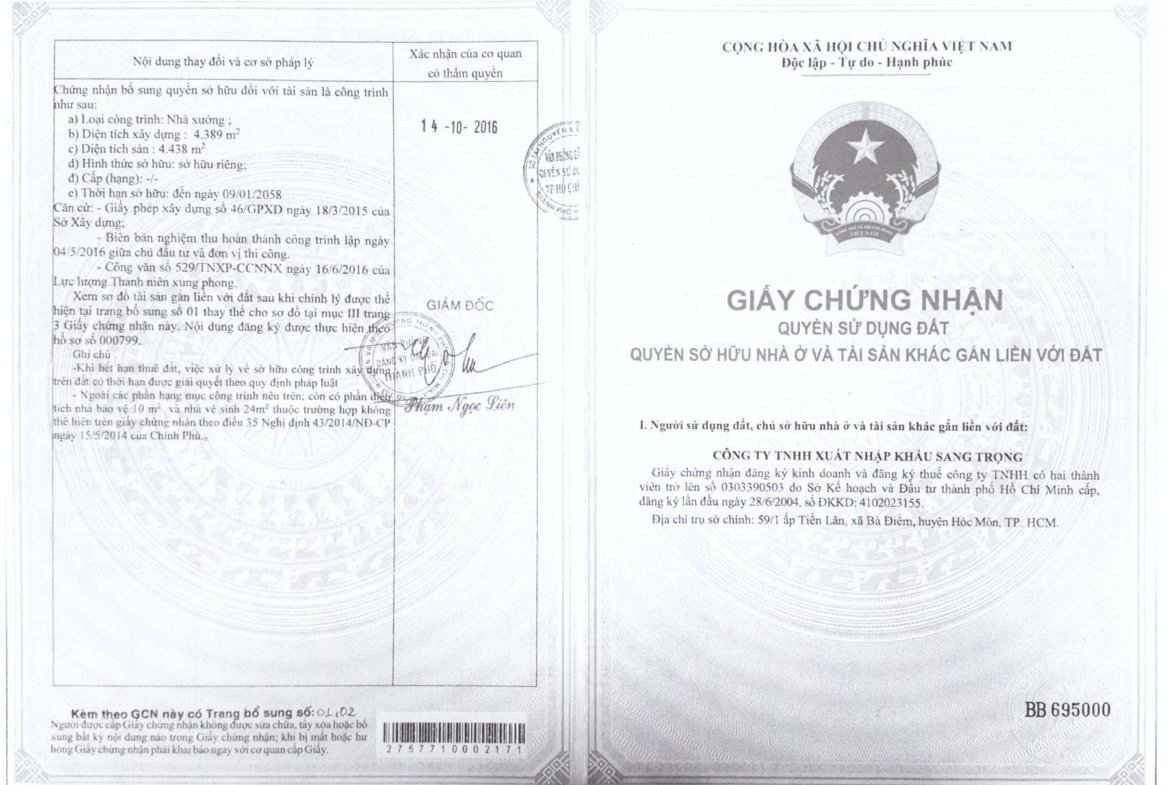 Nội dung thay đổi và cơ sở pháp lý
Xác nhận của cơ quan
có thẩm quyền
Chứng nhận bổ sung quyền sở hữu đối với tài sản là công trình
như sau:
a) Loại công trình: Nhà xưởng ;
b) Diện tích xây dựng : 4.389 m²
c) Diện tích sàn : 4.438 m²
d) Hình thức sở hữu: sở hữu riêng;
đ) Cấp (hạng): -/-
e) Thời hạn sở hữu: đến ngày 09/01/2058
Căn cứ: - Giấy phép xây dựng số 46/GPXD ngày 18/3/2015 của
Sở Xây dựng;
- Biên bản nghiệm thu hoàn thành công trình lập ngày
04/5/2016 giữa chủ đầu tư và đơn vị thi công.
- Công văn số 529/TNXP-CCNNX ngày 16/6/2016 của
Lực lượng Thanh niên xung phong.
Xem sơ đồ tài sản gắn liền với đất sau khi chỉnh lý được thể
hiện tại trang bổ sung số 01 thay thế cho sơ đồ tại mục III trang
3 Giấy chứng nhận này. Nội dung đăng ký được thực hiện theo
hồ sơ số 000799.
Ghi chú :
-Khi hết hạn thuê đất, việc xử lý về sở hữu công trình xây dựng
trên đất có thời hạn được giải quyết theo quy định pháp luật
- Ngoài các phần hạng mục công trình nêu trên; còn có phần diện
tích nhà bảo vệ 10 m² và nhà vệ sinh 24m² thuộc trường hợp không
thể hiện trên giấy chứng nhận theo điều 35 Nghị định 43/2014/NĐ-CP
ngày 15/5/2014 của Chính Phủ.
14 -10- 2016
GIÁM ĐỐC
Phạm Ngọc Liên
Kèm theo GCN này có Trang bổ sung số: 01,02
Người được cấp Giấy chứng nhận không được sửa chữa, tẩy xóa hoặc bổ
sung bất kỳ nội dung nào trong Giấy chứng nhận; khi bị mất hoặc hư
hỏng Giấy chứng nhận phải khai báo ngay với cơ quan cấp Giấy.
2757710002171
CỘNG HÒA XÃ HỘI CHỦ NGHĨA VIỆT NAM
Độc lập - Tự do - Hạnh phúc
GIẤY CHỨNG NHẬN
QUYỀN SỬ DỤNG ĐẤT
QUYỀN SỞ HỮU NHÀ Ở VÀ TÀI SẢN KHÁC GẮN LIỀN VỚI ĐẤT
I. Người sử dụng đất, chủ sở hữu nhà ở và tài sản khác gắn liền với đất:
CÔNG TY TNHH XUẤT NHẬP KHẨU SANG TRỌNG
Giấy chứng nhận đăng ký kinh doanh và đăng ký thuế công ty TNHH có hai thành
viên trở lên số 0303390503 do Sở Kế hoạch và Đầu tư thành phố Hồ Chí Minh cấp,
đăng ký lần đầu ngày 28/6/2004, số ĐKKD: 4102023155.
Địa chỉ trụ sở chính: 59/1 ấp Tiền Lân, xã Bà Điểm, huyện Hóc Môn, TP. HCM.
BB 695000